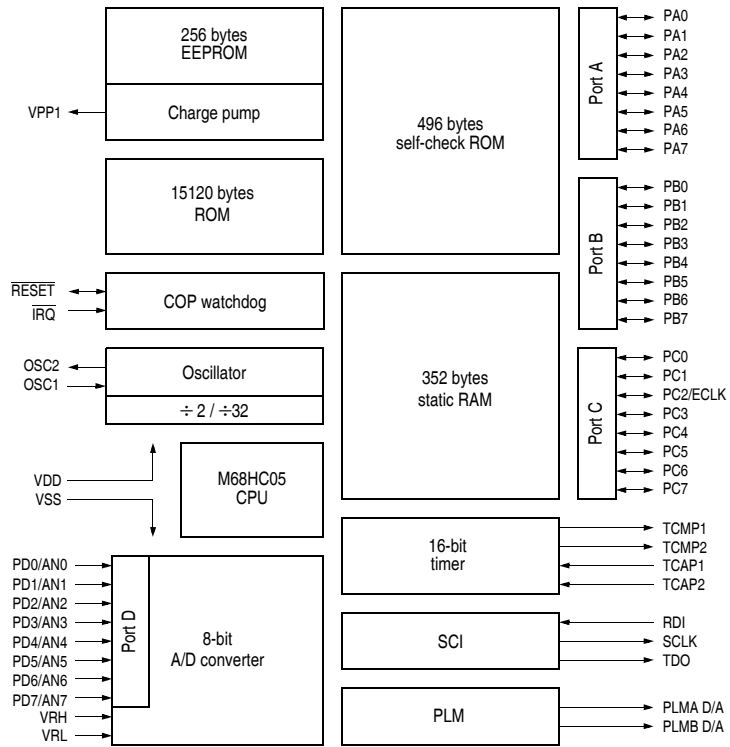 256 bytes
EEPROM
Charge pump
VPP1
15120 bytes
ROM
RESET
IRQ
COP watchdog
OSC2
OSC1
Oscillator
÷ 2 / ÷32
VDD
VSS
M68HC05
CPU
PD0/AN0
PD1/AN1
PD2/AN2
PD3/AN3
PD4/AN4
PD5/AN5
PD6/AN6
PD7/AN7
VRH
VRL
Port D
8-bit
A/D converter
496 bytes
self-check ROM
352 bytes
static RAM
16-bit
timer
SCI
PLM
Port A
PA0
PA1
PA2
PA3
PA4
PA5
PA6
PA7
Port B
PB0
PB1
PB2
PB3
PB4
PB5
PB6
PB7
Port C
PC0
PC1
PC2/ECLK
PC3
PC4
PC5
PC6
PC7
TCMP1
TCMP2
TCAP1
TCAP2
RDI
SCLK
TDO
PLMA D/A
PLMB D/A